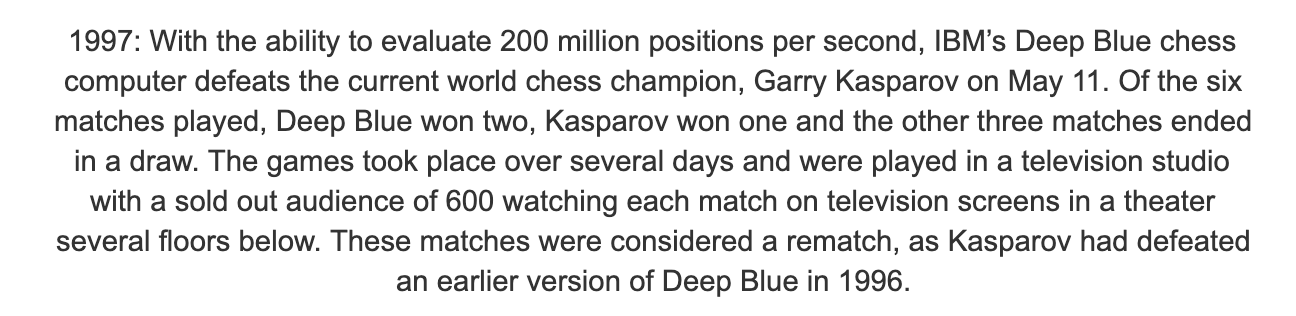 1997: With the ability to evaluate 200 million positions per second, IBM’s Deep Blue chess
computer defeats the current world chess champion, Garry Kasparov on May 11. Of the six
matches played, Deep Blue won two, Kasparov won one and the other three matches ended
in a draw. The games took place over several days and were played in a television studio
with a sold out audience of 600 watching each match on television screens in a theater
several floors below. These matches were considered a rematch, as Kasparov had defeated
an earlier version of Deep Blue in 1996.